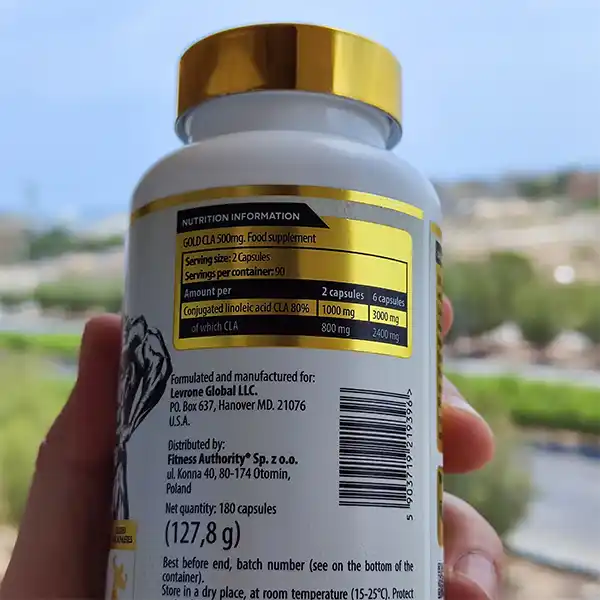 NUTRITION INFORMATION
GOLD CLA 500mg. Food supplement
Serving size: 2 Capsules
Servings per container: 90
Amount per 2 capsules 6 capsules
Conjugated linoleic acid CLA 80% 1000 mg 3000 mg
of which CLA 800 mg 2400 mg
Formulated and manufactured for:
Levrone Global LLC.
PO. Box 637, Hanover MD. 21076
U.S.A.
Distributed by:
Fitness Authority® Sp. z o.o.
ul. Konna 40, 80-174 Otomin,
Poland
Net quantity: 180 capsules
(127,8 g)
5 903719 219396 >
Best before end, batch number (see on the bottom of the
container).
Store in a dry place, at room temperature (15-25°C). Protect